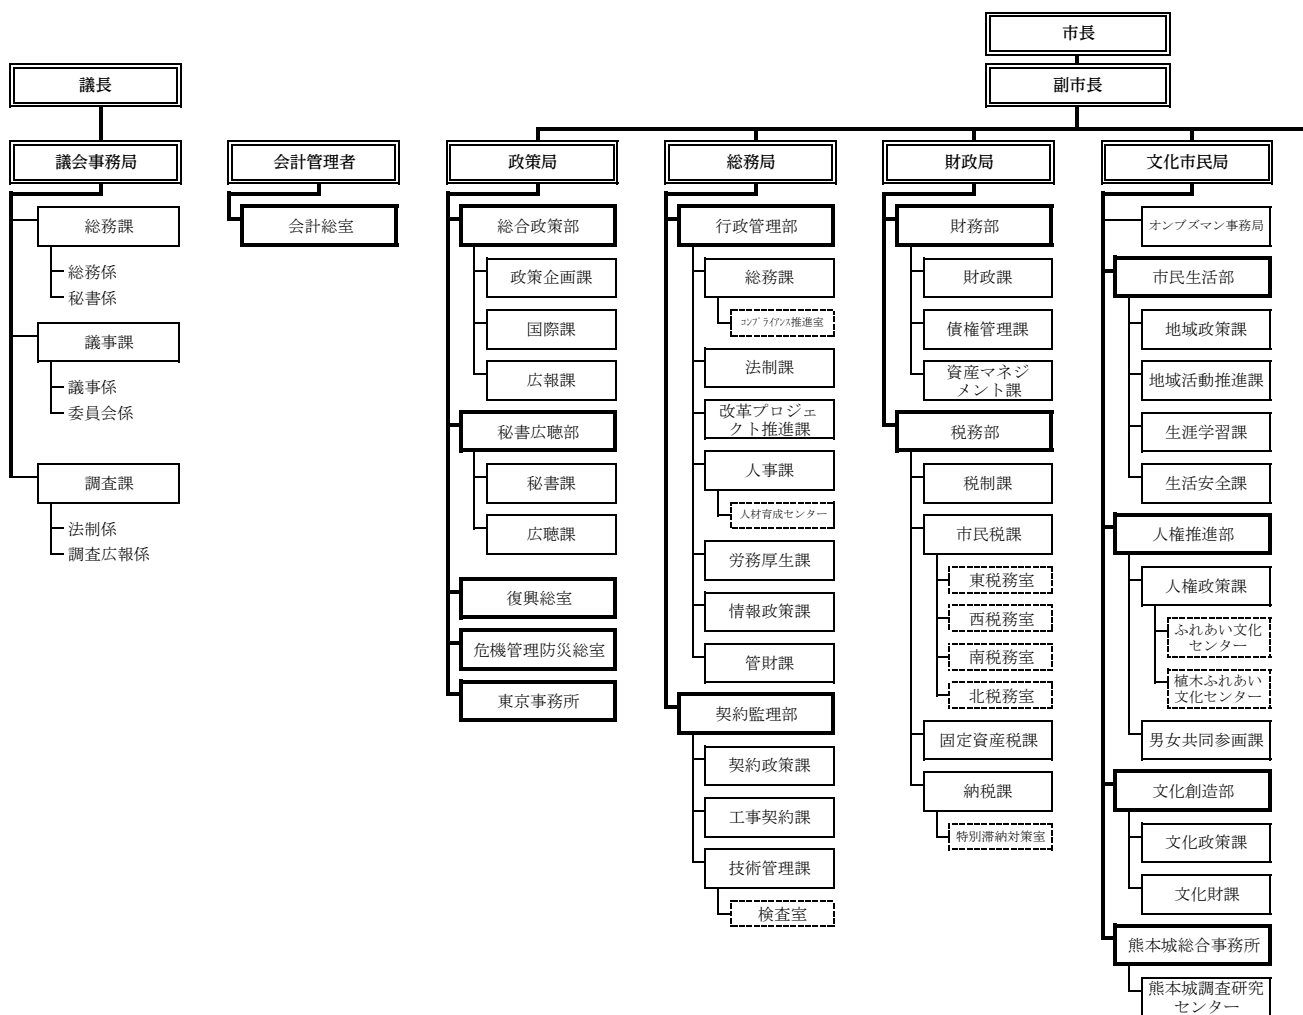 市長
副市長
議長
議会事務局
総務課
総務係
秘書係
議事課
議事係
委員会係
調査課
法制係
調査広報係
会計管理者
会計総室
政策局
総合政策部
政策企画課
国際課
広報課
秘書広聴部
秘書課
広聴課
復興総室
危機管理防災総室
東京事務所
総務局
行政管理部
総務課
ｺﾝﾌﾟﾗｲｱﾝｽ推進室
法制課
改革プロジェ
クト推進課
人事課
人材育成センター
労務厚生課
情報政策課
管財課
契約監理部
契約政策課
工事契約課
技術管理課
検査室
財政局
財務部
財政課
債権管理課
資産マネジ
メント課
税務部
税制課
市民税課
東税務室
西税務室
南税務室
北税務室
固定資産税課
納税課
特別滞納対策室
文化市民局
オンブズマン事務局
市民生活部
地域政策課
地域活動推進課
生涯学習課
生活安全課
人権推進部
人権政策課
ふれあい文化
センター
植木ふれあい
文化センター
男女共同参画課
文化創造部
文化政策課
文化財課
熊本城総合事務所
熊本城調査研究
センター